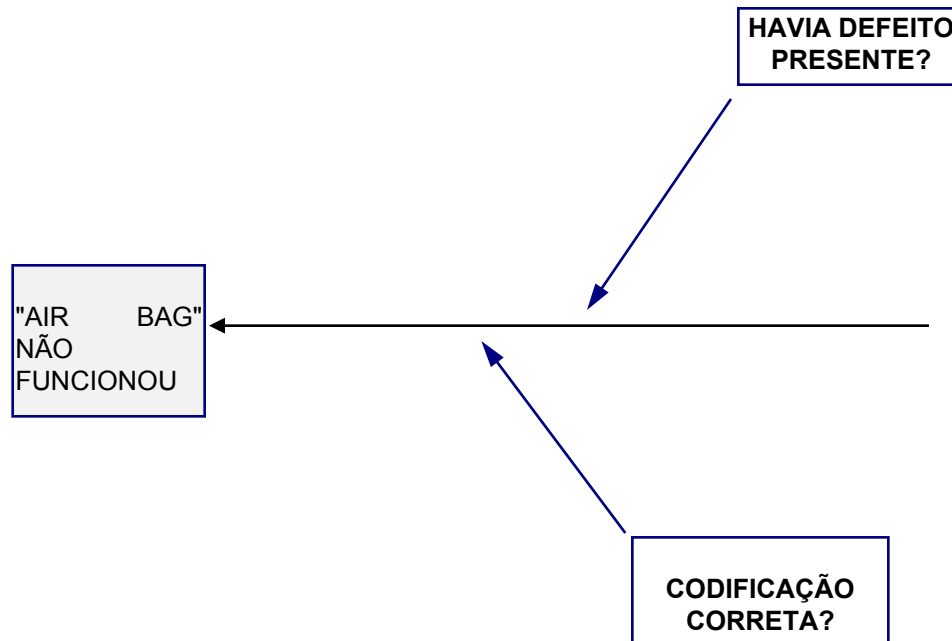 HAVIA DEFEITO
PRESENTE?
"AIR BAG"
NÃO
FUNCIONOU
CODIFICAÇÃO
CORRETA?